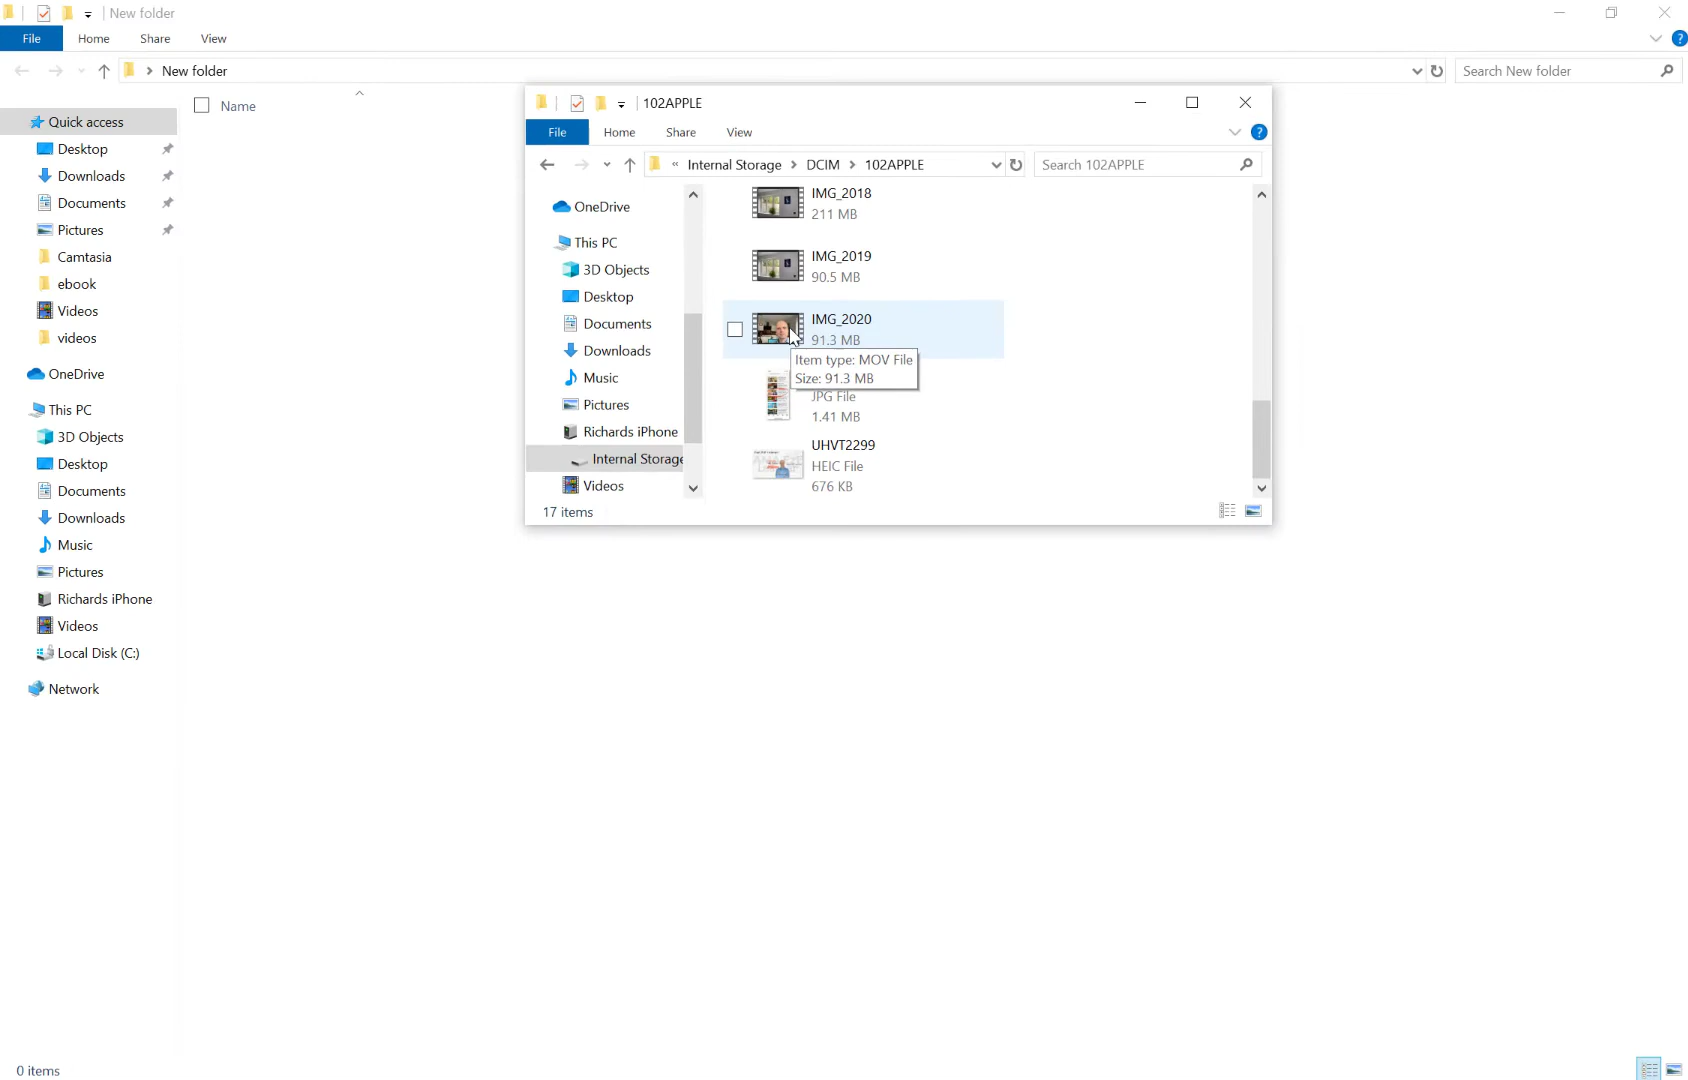 New folder
File Home Share View
New folder
Search New folder
Name
Quick access
Desktop
Downloads
Documents
Pictures
Camtasia
ebook
Videos
videos
OneDrive
This PC
3D Objects
Desktop
Documents
Downloads
Music
Pictures
Richards iPhone
Videos
Local Disk (C:)
Network
0 items
102APPLE
File Home Share View
« Internal Storage > DCIM > 102APPLE
Search 102APPLE
OneDrive
This PC
3D Objects
Desktop
Documents
Downloads
Music
Pictures
Richards iPhone
Internal Storage
Videos
IMG_2018
211 MB
IMG_2019
90.5 MB
IMG_2020
91.3 MB
Item type: MOV File
Size: 91.3 MB
JPG File
1.41 MB
UHVT2299
HEIC File
676 KB
17 items